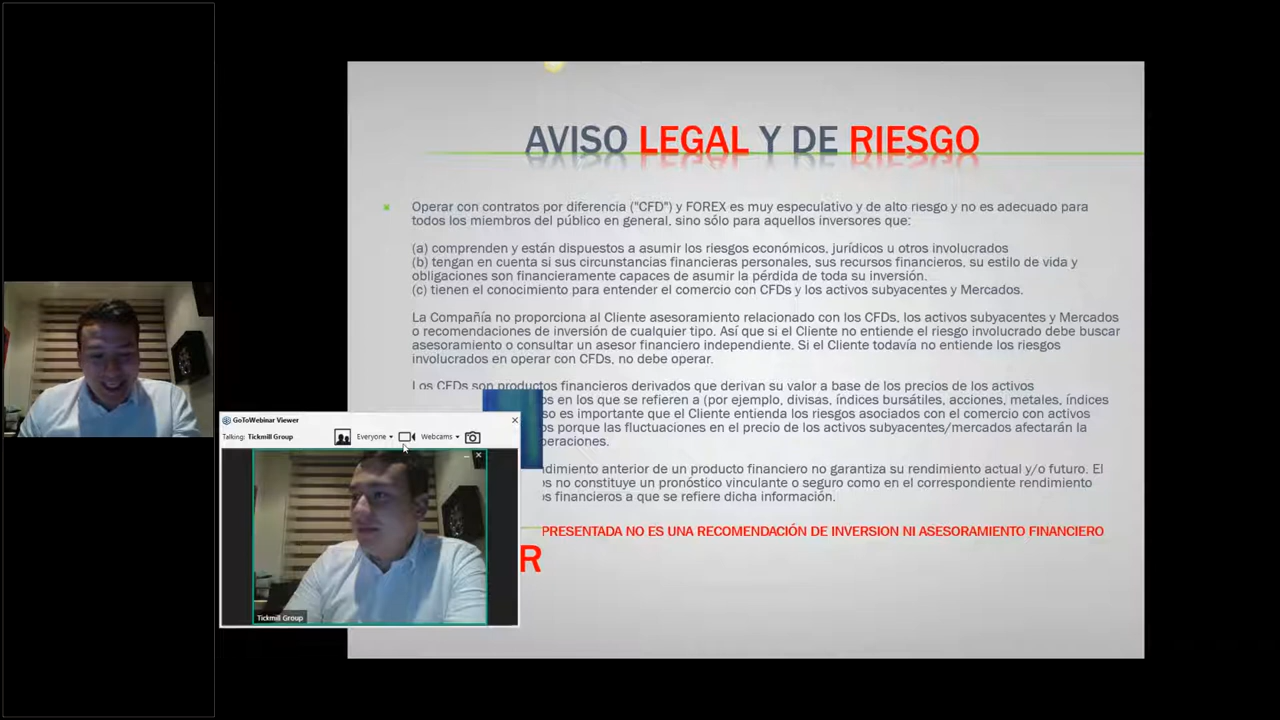 AVISO LEGAL Y DE RIESGO
Operar con contratos por diferencia ("CFD") y FOREX es muy especulativo y de alto riesgo y no es adecuado para
todos los miembros del público en general, sino sólo para aquellos inversores que:
(a) comprenden y están dispuestos a asumir los riesgos económicos, jurídicos u otros involucrados
(b) tengan en cuenta si sus circunstancias financieras personales, sus recursos financieros, su estilo de vida y
obligaciones son financieramente capaces de asumir la pérdida de toda su inversión.
(c) tienen el conocimiento para entender el comercio con CFDs y los activos subyacentes y Mercados.
La Compañía no proporciona al Cliente asesoramiento relacionado con los CFDs, los activos subyacentes y Mercados
o recomendaciones de inversión de cualquier tipo. Así que si el Cliente no entiende el riesgo involucrado debe buscar
asesoramiento o consultar un asesor financiero independiente. Si el Cliente todavía no entiende los riesgos
involucrados en operar con CFDs, no debe operar.
Los CFDs son productos financieros derivados que derivan su valor a base de los precios de los activos
os en los que se refieren a (por ejemplo, divisas, índices bursátiles, acciones, metales, índices
so es importante que el Cliente entienda los riesgos asociados con el comercio con activos
os porque las fluctuaciones en el precio de los activos subyacentes/mercados afectarán la
peraciones.
ndimiento anterior de un producto financiero no garantiza su rendimiento actual y/o futuro. El
os no constituye un pronóstico vinculante o seguro como en el correspondiente rendimiento
os financieros a que se refiere dicha información.
PRESENTADA NO ES UNA RECOMENDACIÓN DE INVERSION NI ASESORAMIENTO FINANCIERO
R
GoToWebinar Viewer
Talking: Tickmill Group
Everyone
Webcams
Tickmill Group